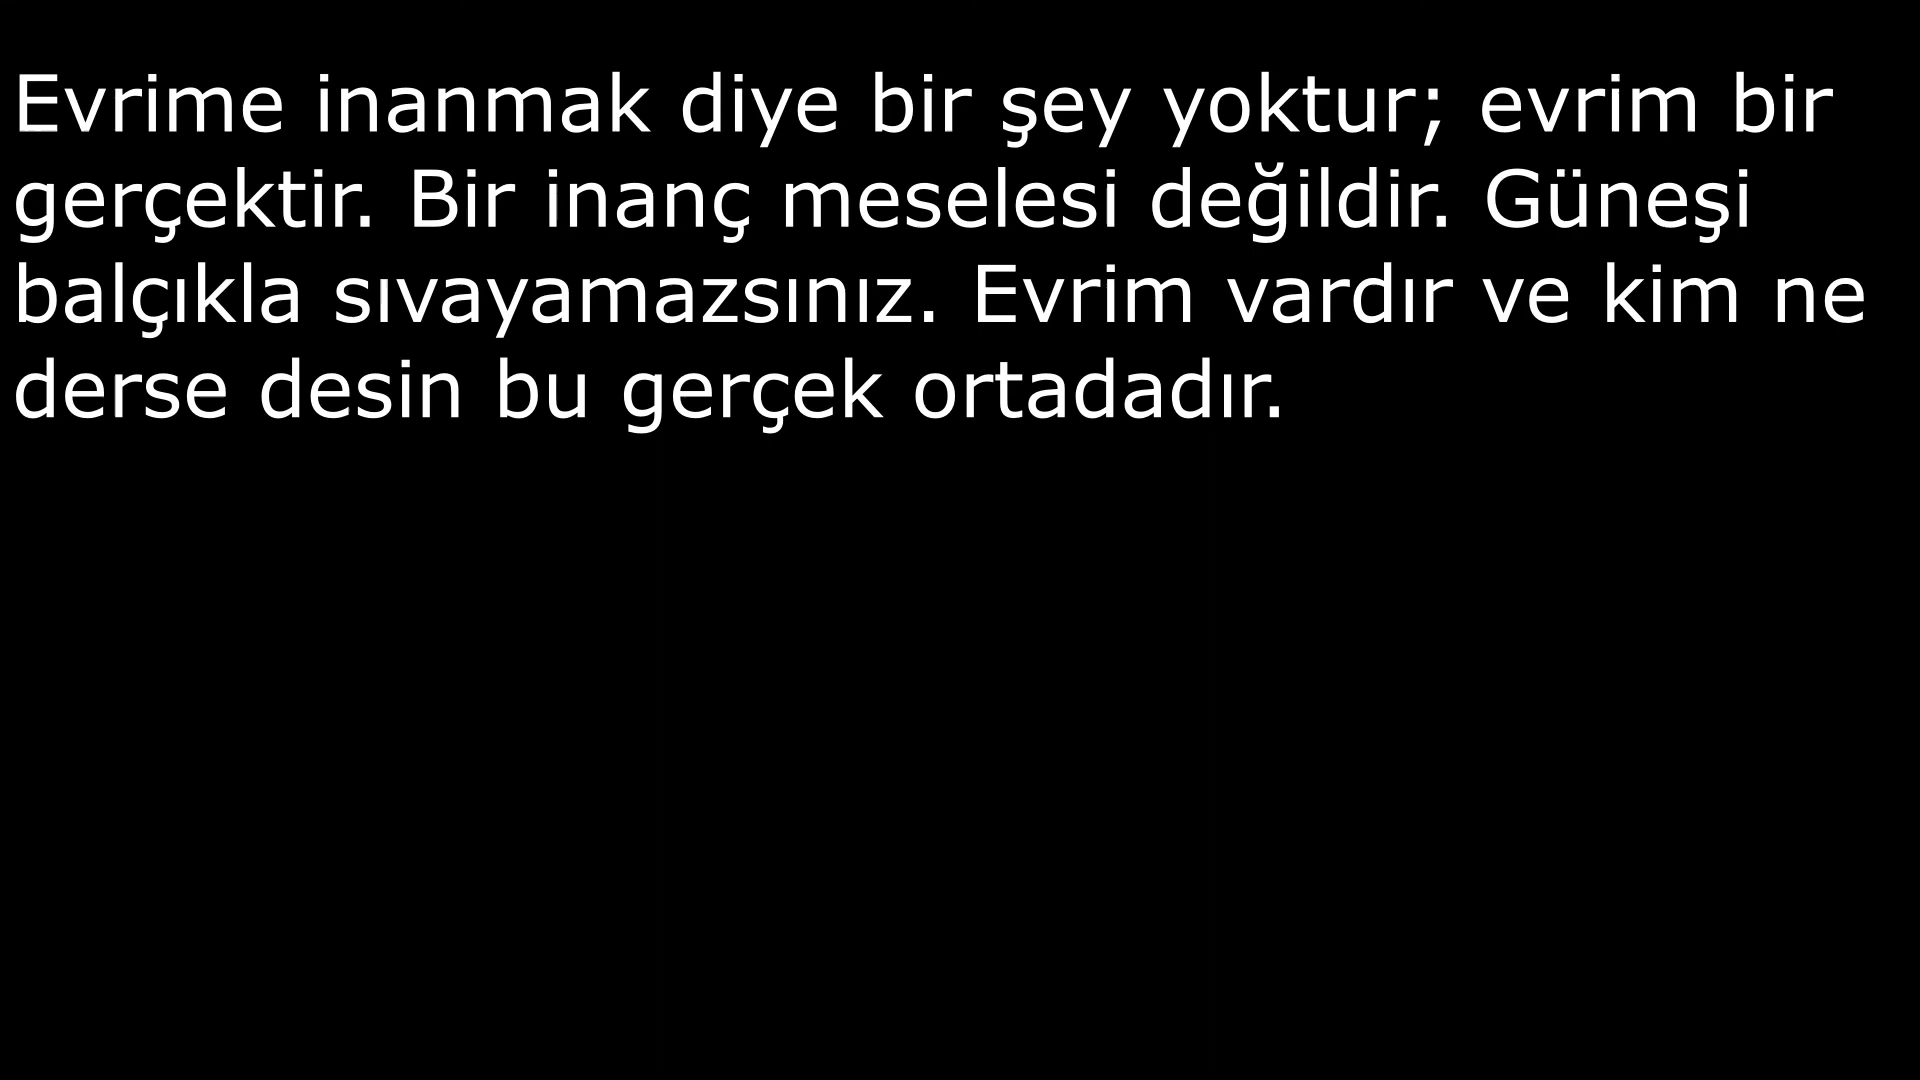 Evrime inanmak diye bir şey yoktur; evrim bir
gerçektir. Bir inanç meselesi değildir. Güneşi
balçıkla sıvayamazsınız. Evrim vardır ve kim ne
derse desin bu gerçek ortadadır.